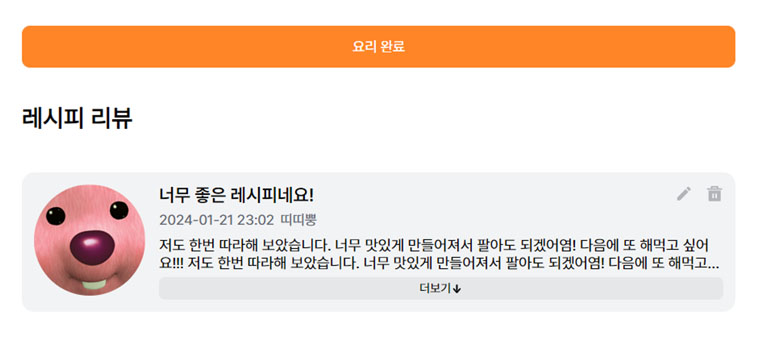 요리 완료
레시피 리뷰
너무 좋은 레시피네요!
2024-01-21 23:02 띠띠뿡
저도 한번 따라해 보았습니다. 너무 맛있게 만들어져서 팔아도 되겠어염! 다음에 또 해먹고 싶어
요!!! 저도 한번 따라해 보았습니다. 너무 맛있게 만들어져서 팔아도 되겠어염! 다음에 또 해먹고...
더보기↓